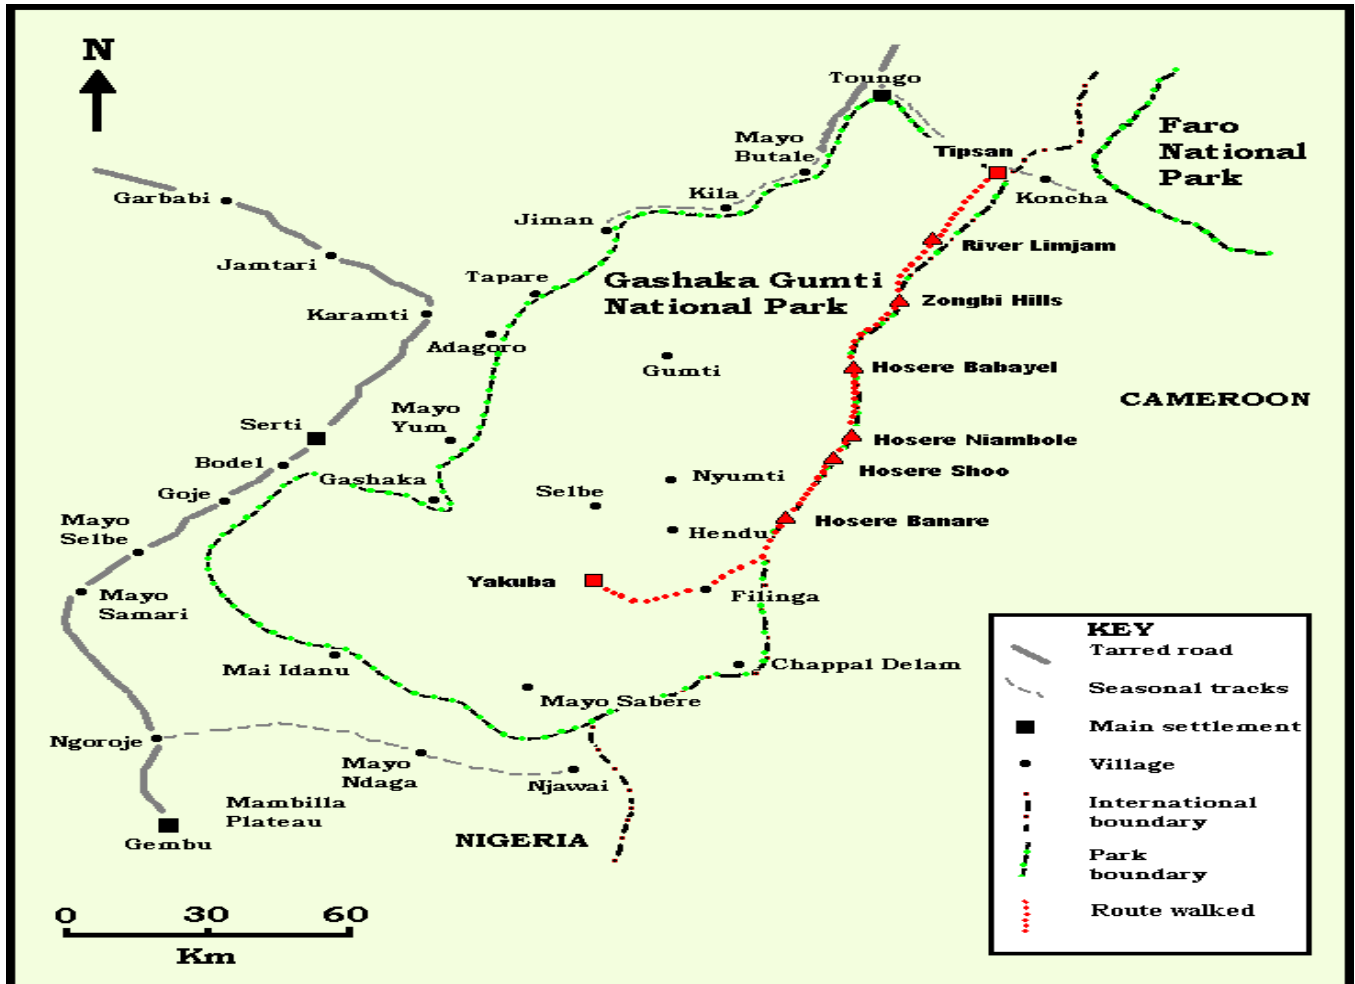 N
Toungo
Faro
National
Park
Mayo
Butale
Tipsan
Garbabi
Kila
Koncha
Jiman
River Limjam
Jamtari
Tapare
Gashaka Gumti
National Park
Zongbi Hills
Karamti
Adagoro
Gumti
Hosere Babayel
CAMEROON
Mayo
Yum
Serti
Hosere Niambole
Bodel
Hosere Shoo
Gashaka
Nyumti
Goje
Selbe
Mayo
Selbe
Hosere Banare
Hendu
Yakuba
Filinga
Mayo
Samari
Mai Idanu
Chappal Delam
Mayo Sabere
Ngoroje
Mayo
Ndaga
Njawai
Mambilla
Plateau
Gembu
NIGERIA
KEY
Tarred road
Seasonal tracks
Main settlement
Village
International
boundary
Park
boundary
Route walked
0 30 60
Km